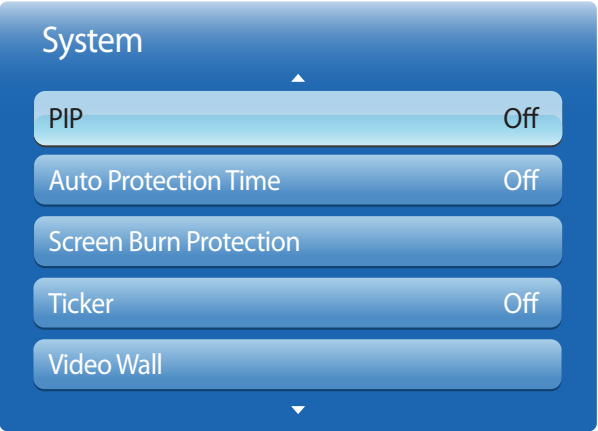 System
PIP Off
Auto Protection Time Off
Screen Burn Protection
Ticker Off
Video Wall